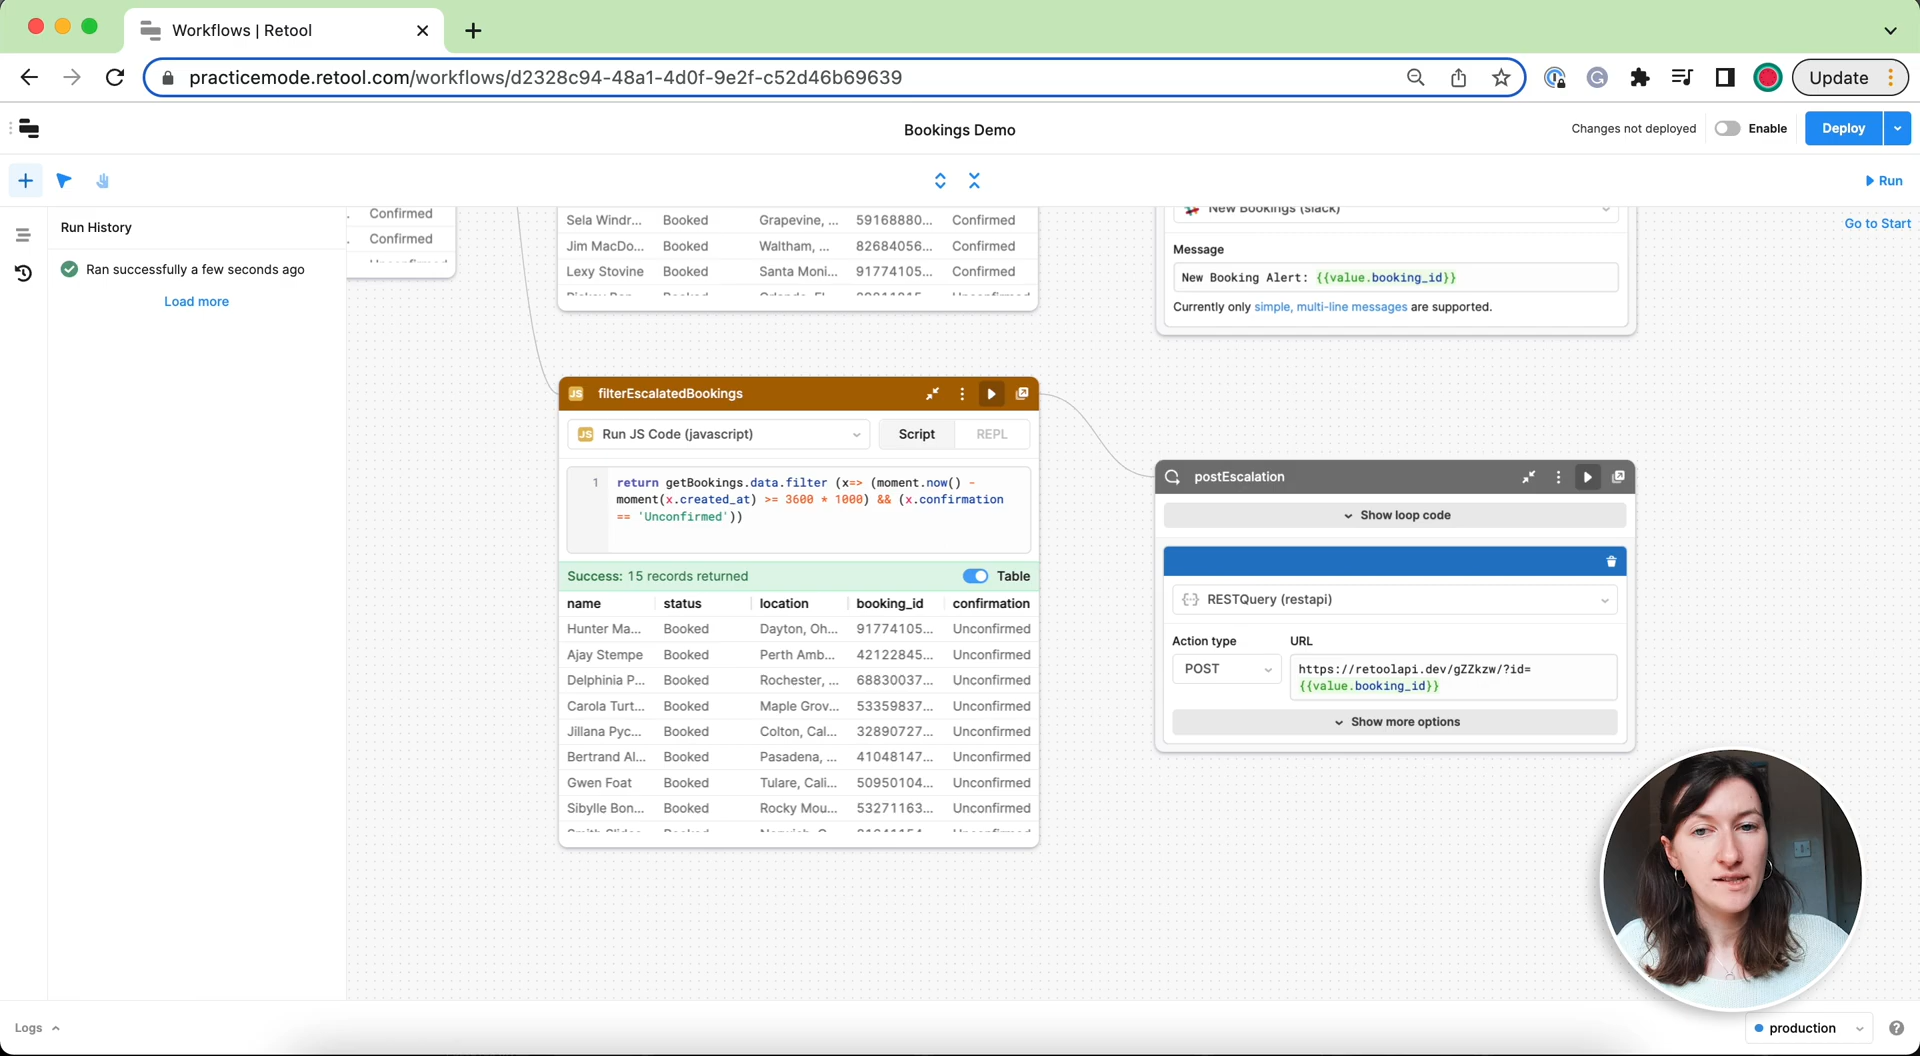 Workflows | Retool
practicemode.retool.com/workflows/d2328c94-48a1-4d0f-9e2f-c52d46b69639
Update
Bookings Demo
Changes not deployed
Enable
Deploy
Run
Run History
Ran successfully a few seconds ago
Load more
Go to Start
Confirmed
Confirmed
Sela Windr... Booked Grapevine, ... 59168880... Confirmed
Jim MacDo... Booked Waltham, ... 82684056... Confirmed
Lexy Stovine Booked Santa Moni... 91774105... Confirmed
New Bookings (slack)
Message
New Booking Alert: {{value.booking_id}}
Currently only simple, multi-line messages are supported.
JS filterEscalatedBookings
JS Run JS Code (javascript) Script REPL
1 return getBookings.data.filter (x=> (moment.now() -
moment(x.created_at) >= 3600 * 1000) && (x.confirmation
== 'Unconfirmed'))
Success: 15 records returned Table
name status location booking_id confirmation
Hunter Ma... Booked Dayton, Oh... 91774105... Unconfirmed
Ajay Stempe Booked Perth Amb... 42122845... Unconfirmed
Delphinia P... Booked Rochester, ... 68830037... Unconfirmed
Carola Turt... Booked Maple Grov... 53359837... Unconfirmed
Jillana Pyc... Booked Colton, Cal... 32890727... Unconfirmed
Bertrand Al... Booked Pasadena, ... 41048147... Unconfirmed
Gwen Foat Booked Tulare, Cali... 50950104... Unconfirmed
Sibylle Bon... Booked Rocky Mou... 53271163... Unconfirmed
postEscalation
Show loop code
RESTQuery (restapi)
Action type URL
POST
https://retoolapi.dev/gZZkzw/?id=
{{value.booking_id}}
Show more options
Logs
production